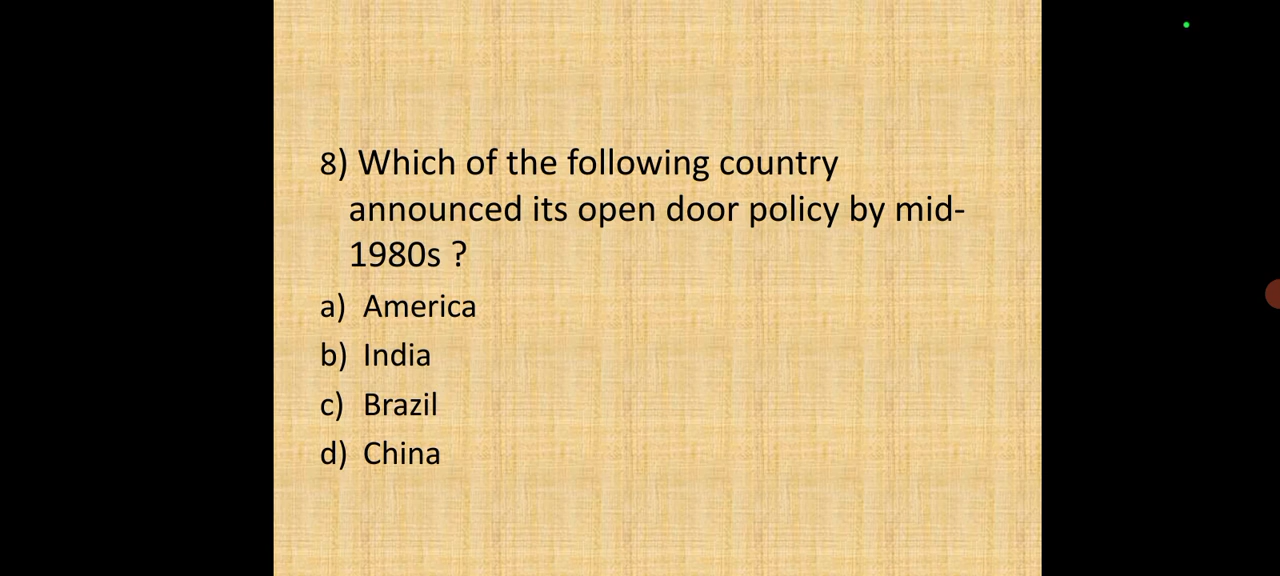 8) Which of the following country
announced its open door policy by mid-
1980s ?
a) America
b) India
c) Brazil
d) China